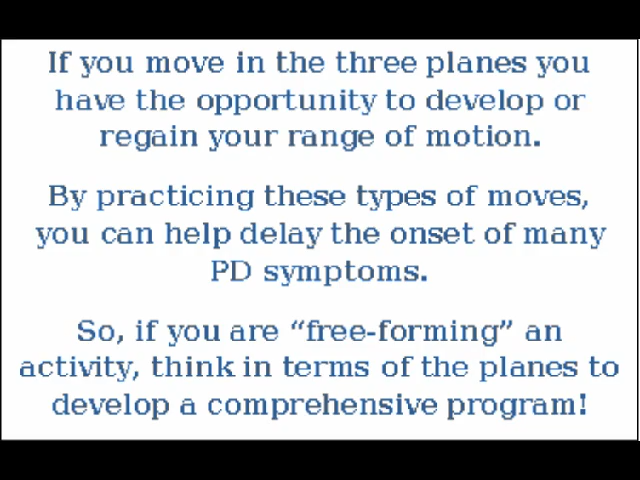 If you move in the three planes you
have the opportunity to develop or
regain your range of motion.
By practicing these types of moves,
you can help delay the onset of many
PD symptoms.
So, if you are “free-forming” an
activity, think in terms of the planes to
develop a comprehensive program!